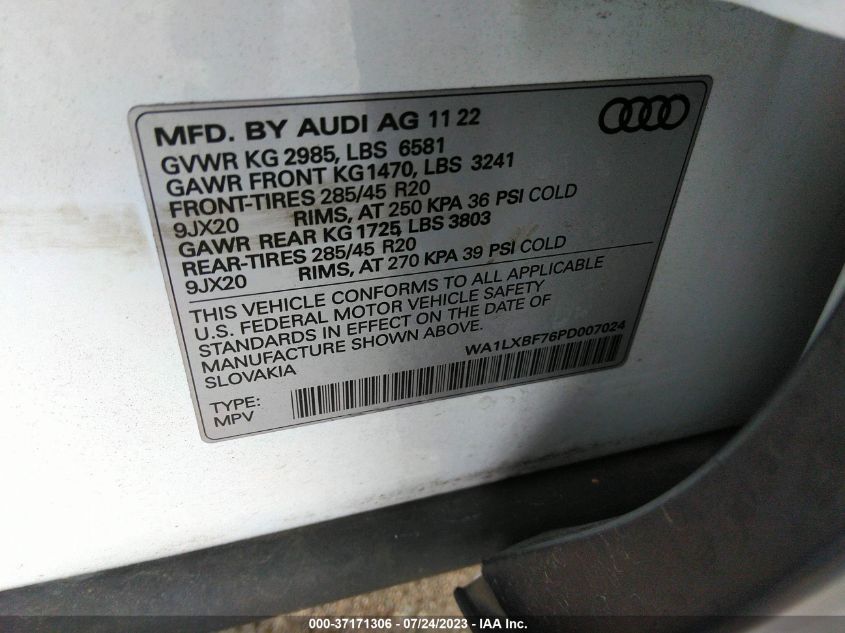 MFD. BY AUDI AG 11 22
GVWR KG 2985, LBS 6581
GAWR FRONT KG1470, LBS 3241
FRONT-TIRES 285/45 R20
9JX20 RIMS, AT 250 KPA 36 PSI COLD
GAWR REAR KG 1725, LBS 3803
REAR-TIRES 285/45 R20
9JX20 RIMS, AT 270 KPA 39 PSI COLD
THIS VEHICLE CONFORMS TO ALL APPLICABLE
U.S. FEDERAL MOTOR VEHICLE SAFETY
STANDARDS IN EFFECT ON THE DATE OF
MANUFACTURE SHOWN ABOVE.
SLOVAKIA
WA1LXBF76PD007024
TYPE:
MPV
000-37171306 - 07/24/2023 - IAA Inc.